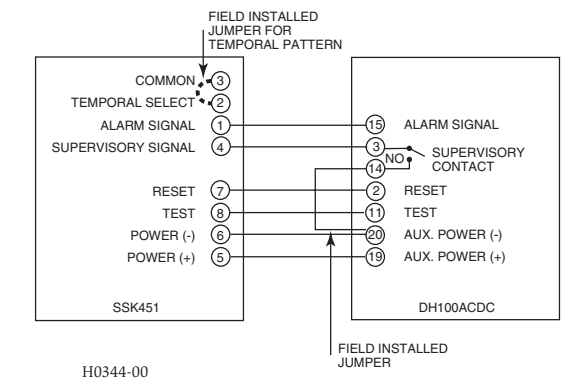 FIELD INSTALLED
JUMPER FOR
TEMPORAL PATTERN
COMMON 3
TEMPORAL SELECT 2
ALARM SIGNAL 1
SUPERVISORY SIGNAL 4
RESET 7
TEST 8
POWER (-) 6
POWER (+) 5
SSK451
15 ALARM SIGNAL
3
NO
SUPERVISORY
CONTACT
14
2 RESET
11 TEST
20 AUX. POWER (-)
19 AUX. POWER (+)
DH100ACDC
FIELD INSTALLED
JUMPER
H0344-00